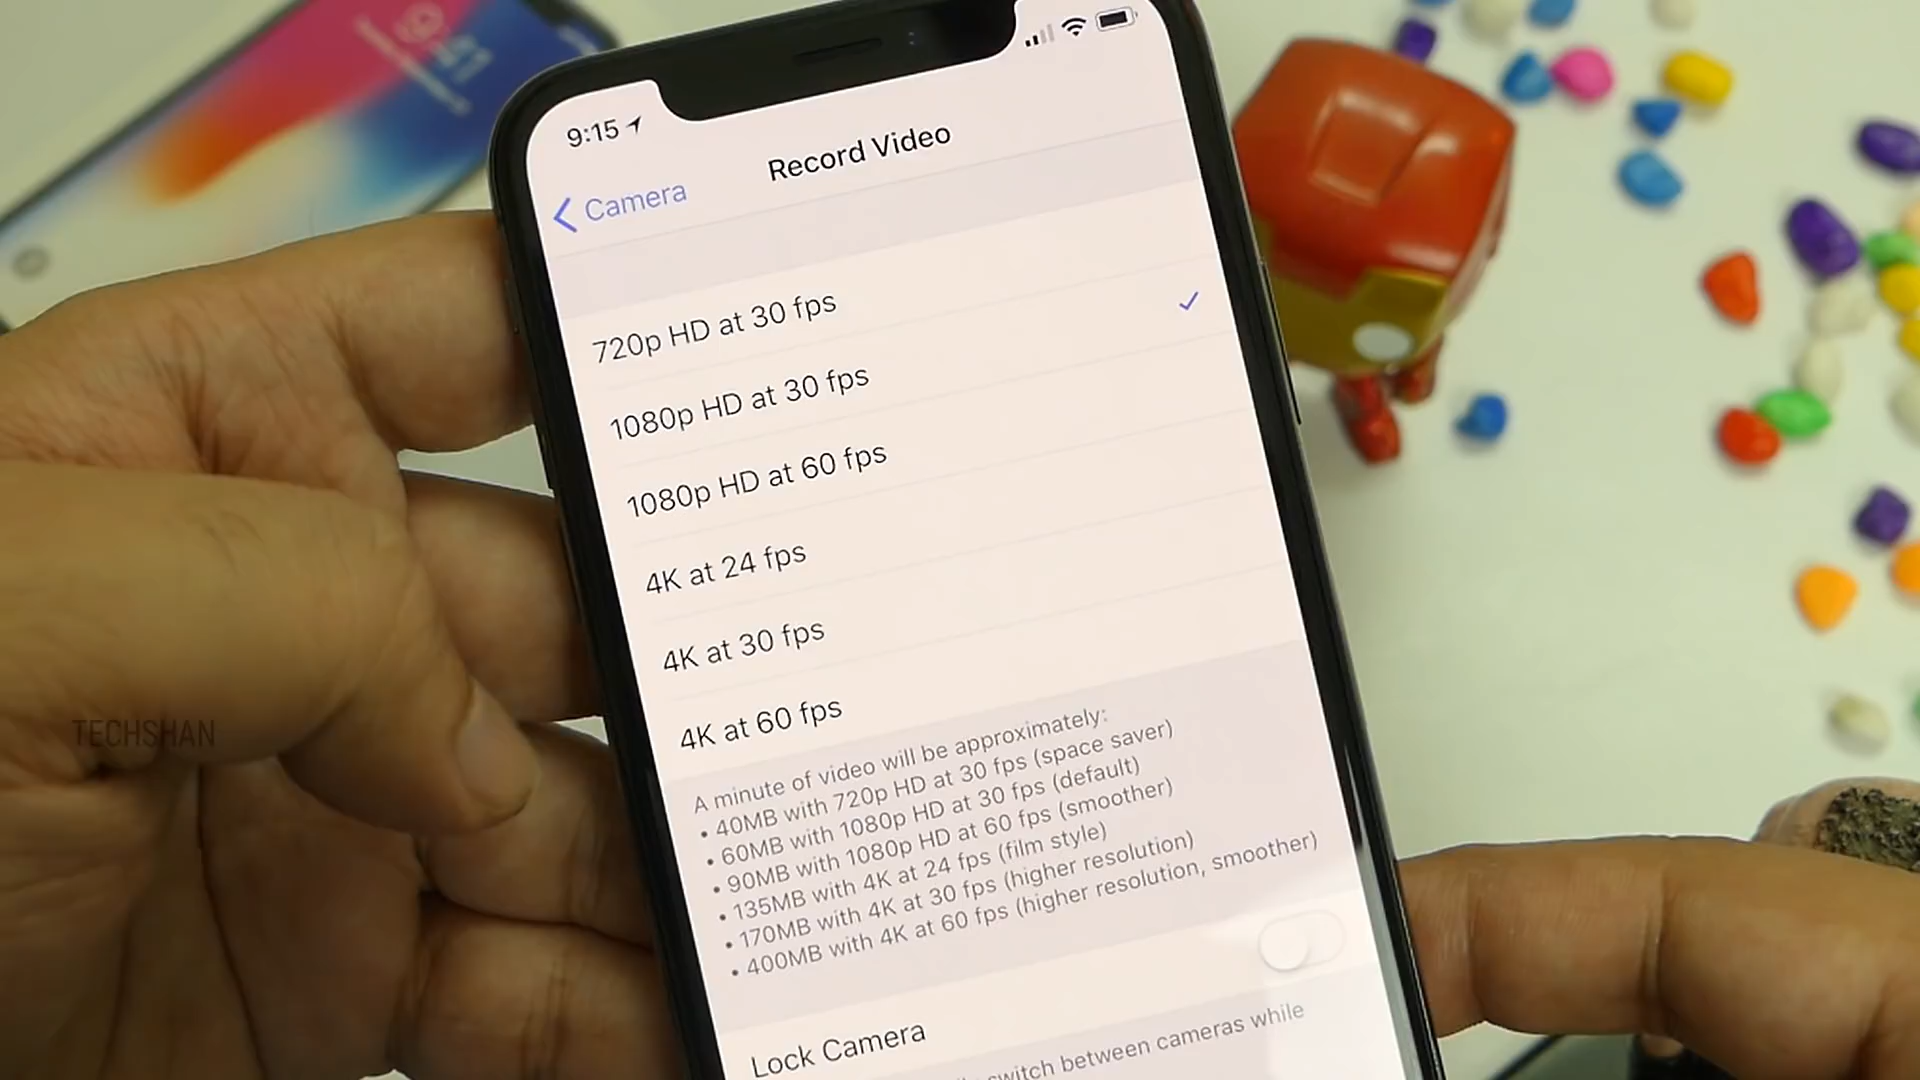 9:41
9:15
Camera
Record Video
720p HD at 30 fps
1080p HD at 30 fps
1080p HD at 60 fps
4K at 24 fps
4K at 30 fps
4K at 60 fps
A minute of video will be approximately:
• 40MB with 720p HD at 30 fps (space saver)
• 60MB with 1080p HD at 30 fps (default)
• 90MB with 1080p HD at 60 fps (smoother)
• 135MB with 4K at 24 fps (film style)
• 170MB with 4K at 30 fps (higher resolution)
• 400MB with 4K at 60 fps (higher resolution, smoother)
Lock Camera
switch between cameras while
TECHSHAN